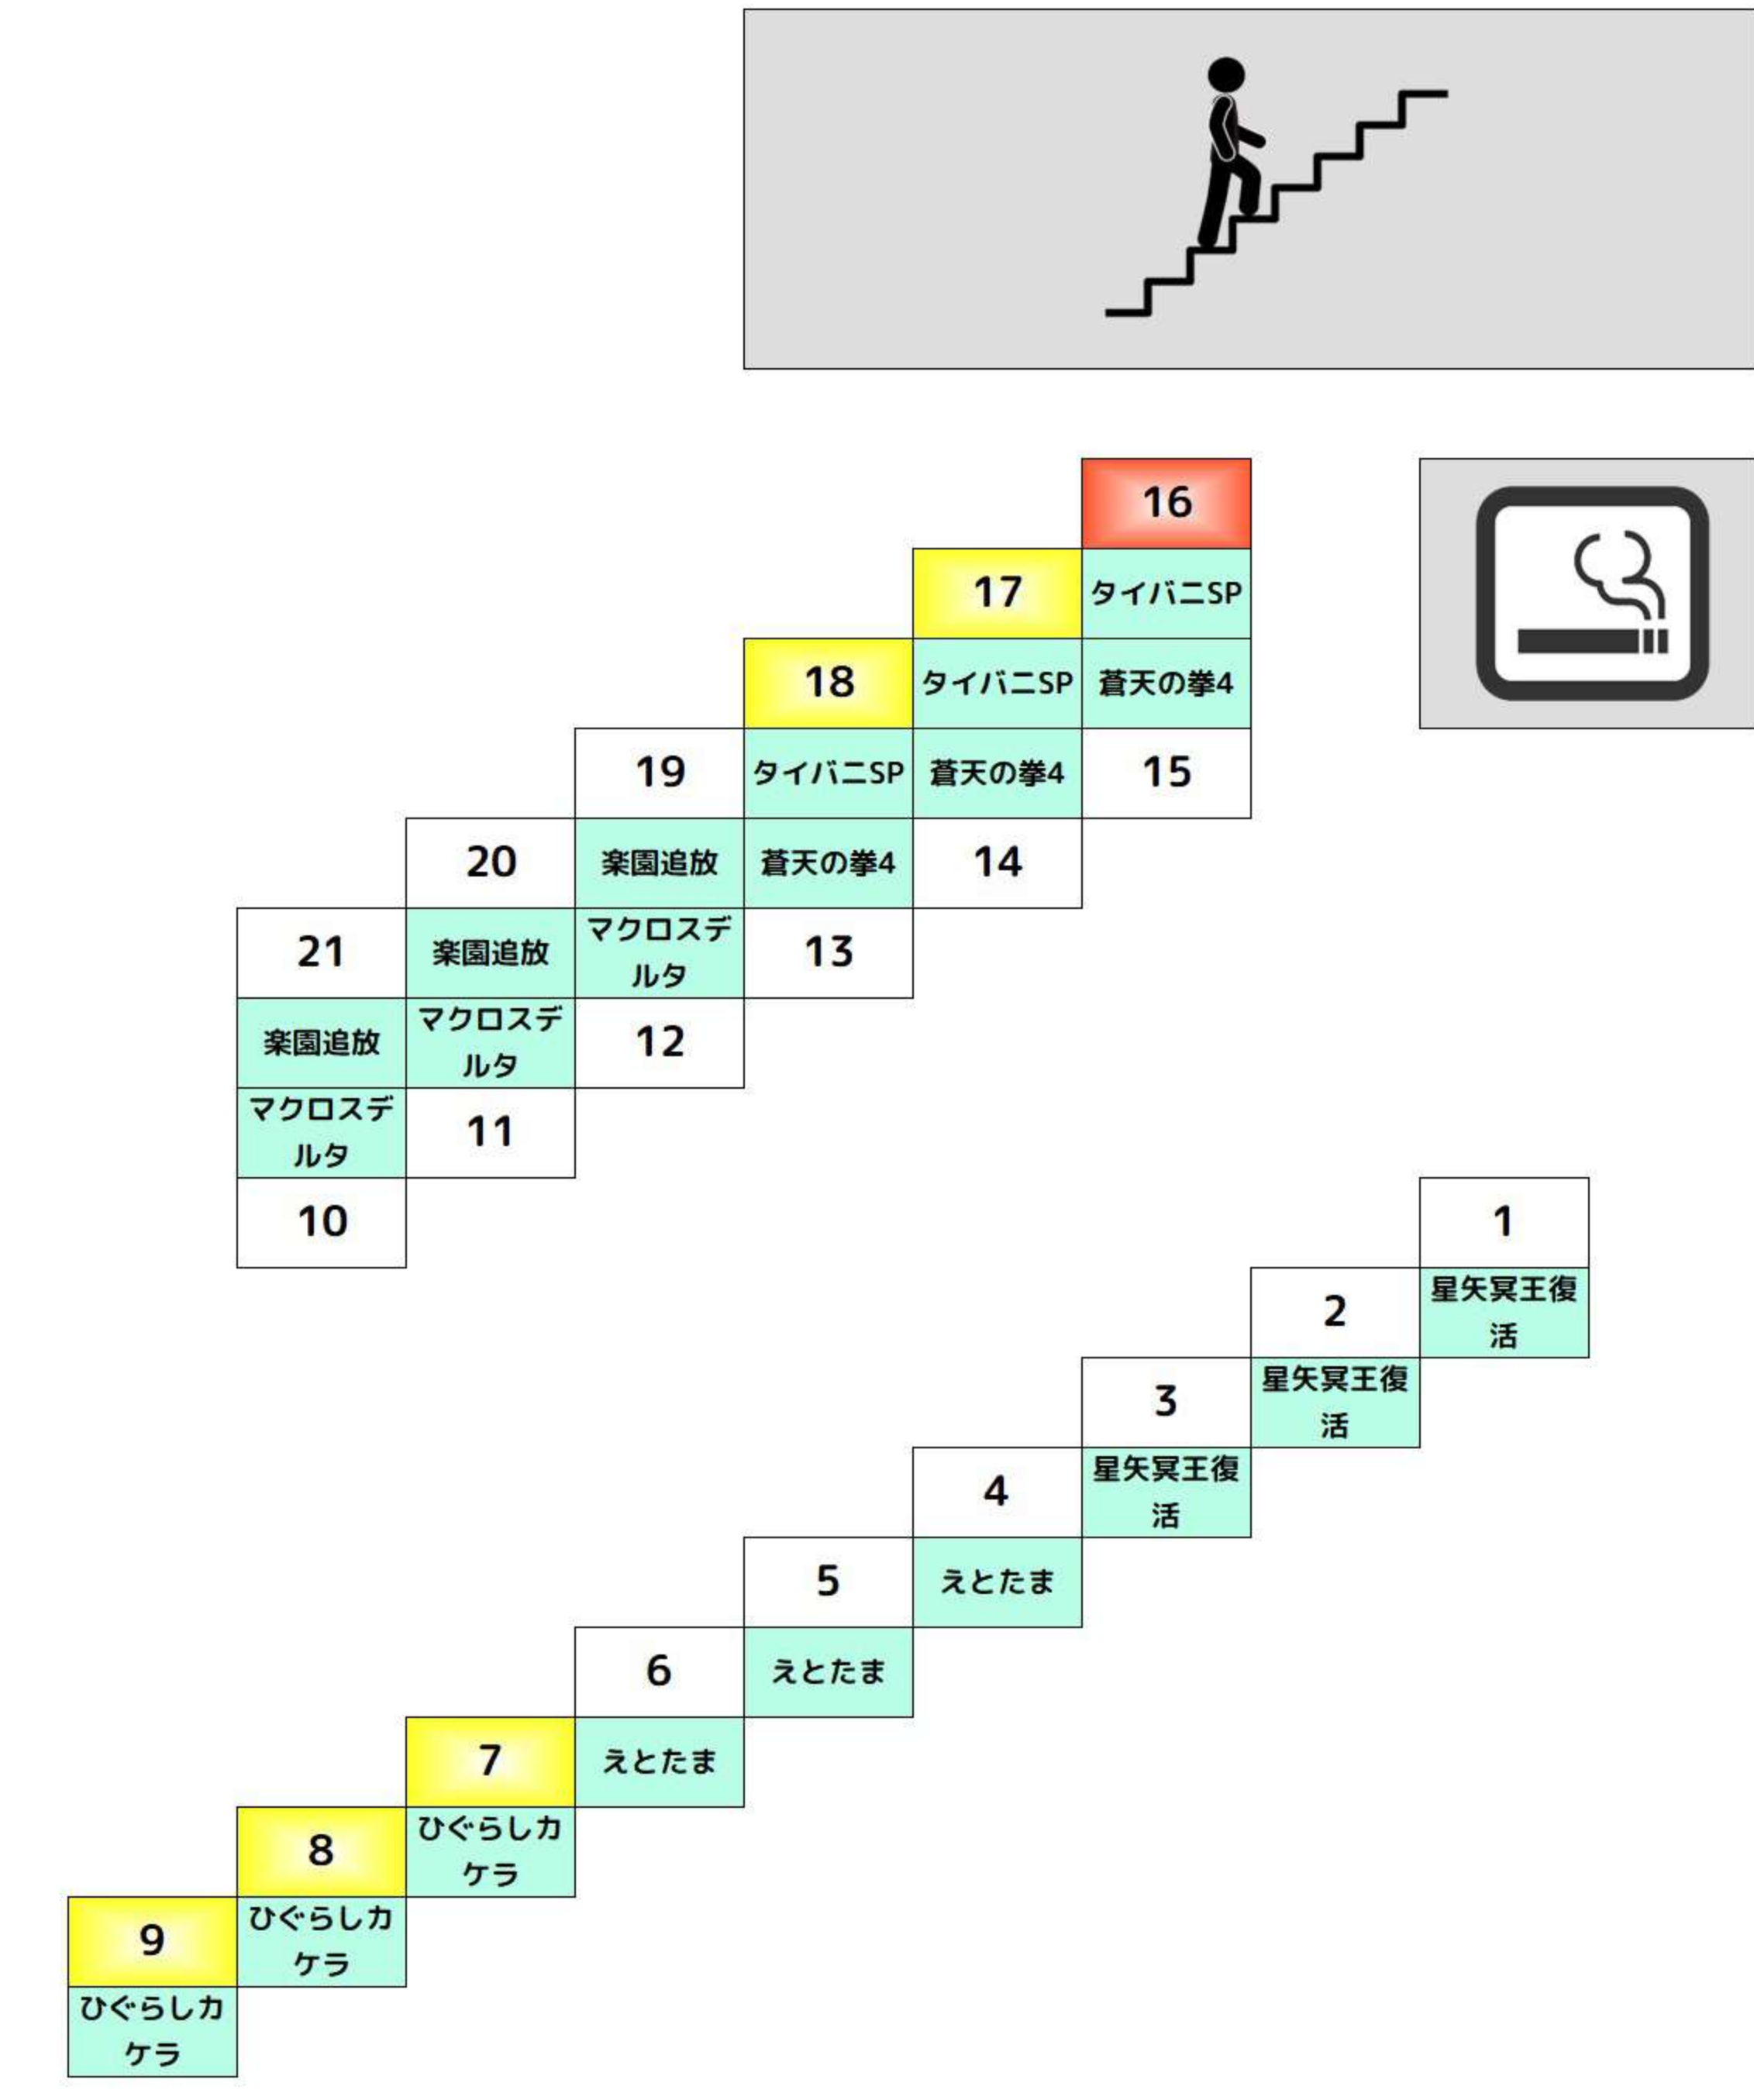 16
17
タイバニSP
18
タイバニSP
蒼天の拳4
19
タイバニSP
蒼天の拳4
15
20
楽園追放
蒼天の拳4
14
21
楽園追放
マクロスデ
ルタ
13
楽園追放
マクロスデ
ルタ
12
マクロスデ
ルタ
11
10
1
2
星矢冥王復
活
3
星矢冥王復
活
4
星矢冥王復
活
5
えとたま
6
えとたま
7
えとたま
8
ひぐらしカ
ケラ
9
ひぐらしカ
ケラ
ひぐらしカ
ケラ